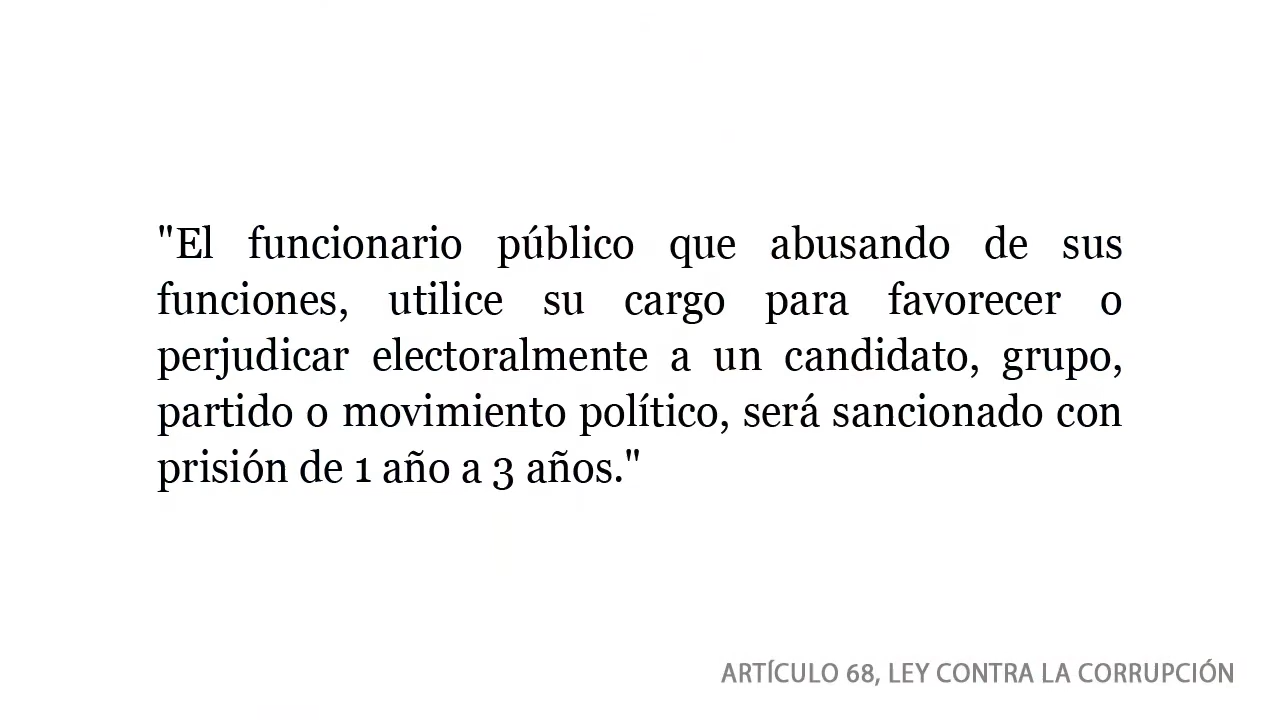 "El funcionario público que abusando de sus
funciones, utilice su cargo para favorecer o
perjudicar electoralmente a un candidato, grupo,
partido o movimiento político, será sancionado con
prisión de 1 año a 3 años."
ARTÍCULO 68, LEY CONTRA LA CORRUPCIÓN